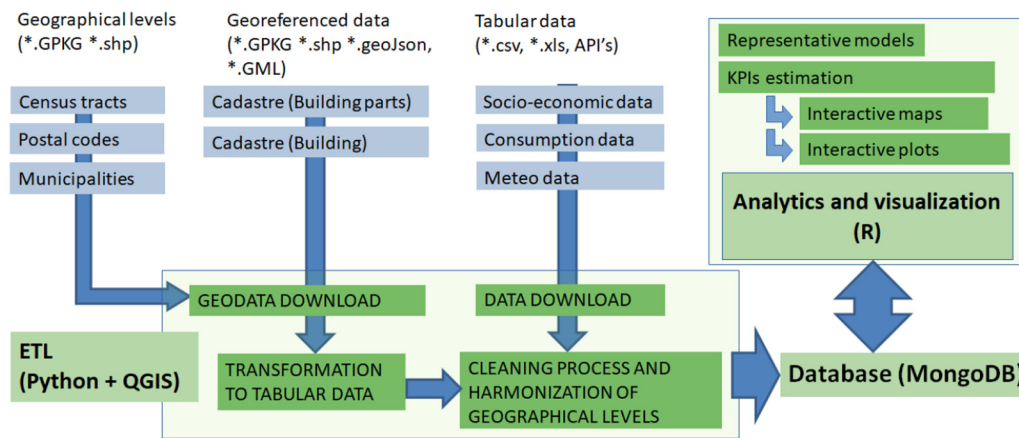 Geographical levels
(*.GPKG *.shp)
Census tracts
Postal codes
Municipalities
Georeferenced data
(*.GPKG *.shp *.geoJson,
*.GML)
Cadastre (Building parts)
Cadastre (Building)
Tabular data
(*.csv, *.xls, API's)
Socio-economic data
Consumption data
Meteo data
Representative models
KPIs estimation
Interactive maps
Interactive plots
Analytics and visualization
(R)
GEODATA DOWNLOAD
DATA DOWNLOAD
ETL
(Python + QGIS)
TRANSFORMATION
TO TABULAR DATA
CLEANING PROCESS AND
HARMONIZATION OF
GEOGRAPHICAL LEVELS
Database (MongoDB)